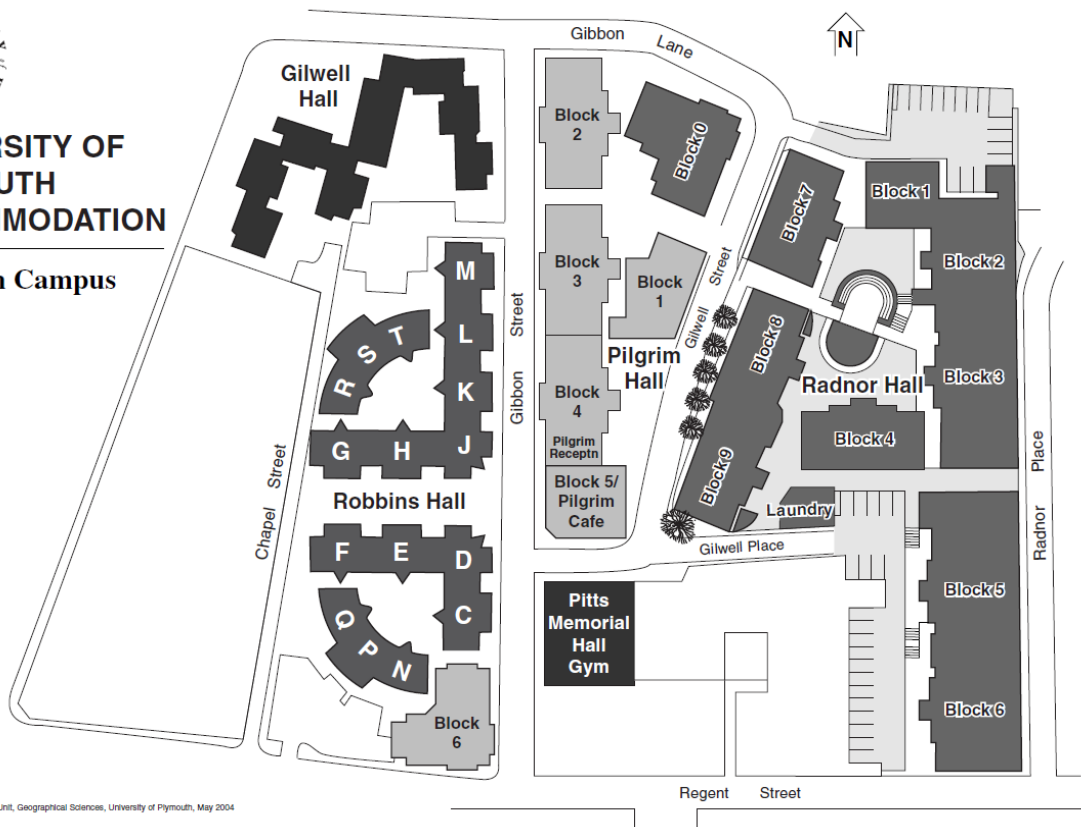 RSITY OF
UTH
MODATION
Campus
Gilwell
Hall
Gibbon Lane
N
Block
2
Block 0
Block 7
Block 1
Block 2
Block
3
Block
1
Gilwell Street
Gibbon Street
Pilgrim
Hall
Block 8
Radnor Hall
Block 3
Block 4
Block
4
Pilgrim
Receptn
Block 5/
Pilgrim
Cafe
Block 9
Laundry
Gilwell Place
Radnor Place
M
L
K
J
T
S
R
G
H
Robbins Hall
Chapel Street
F
E
D
C
Q
P
N
Block
6
Pitts
Memorial
Hall
Gym
Block 5
Block 6
Regent Street
Unit, Geographical Sciences, University of Plymouth, May 2004